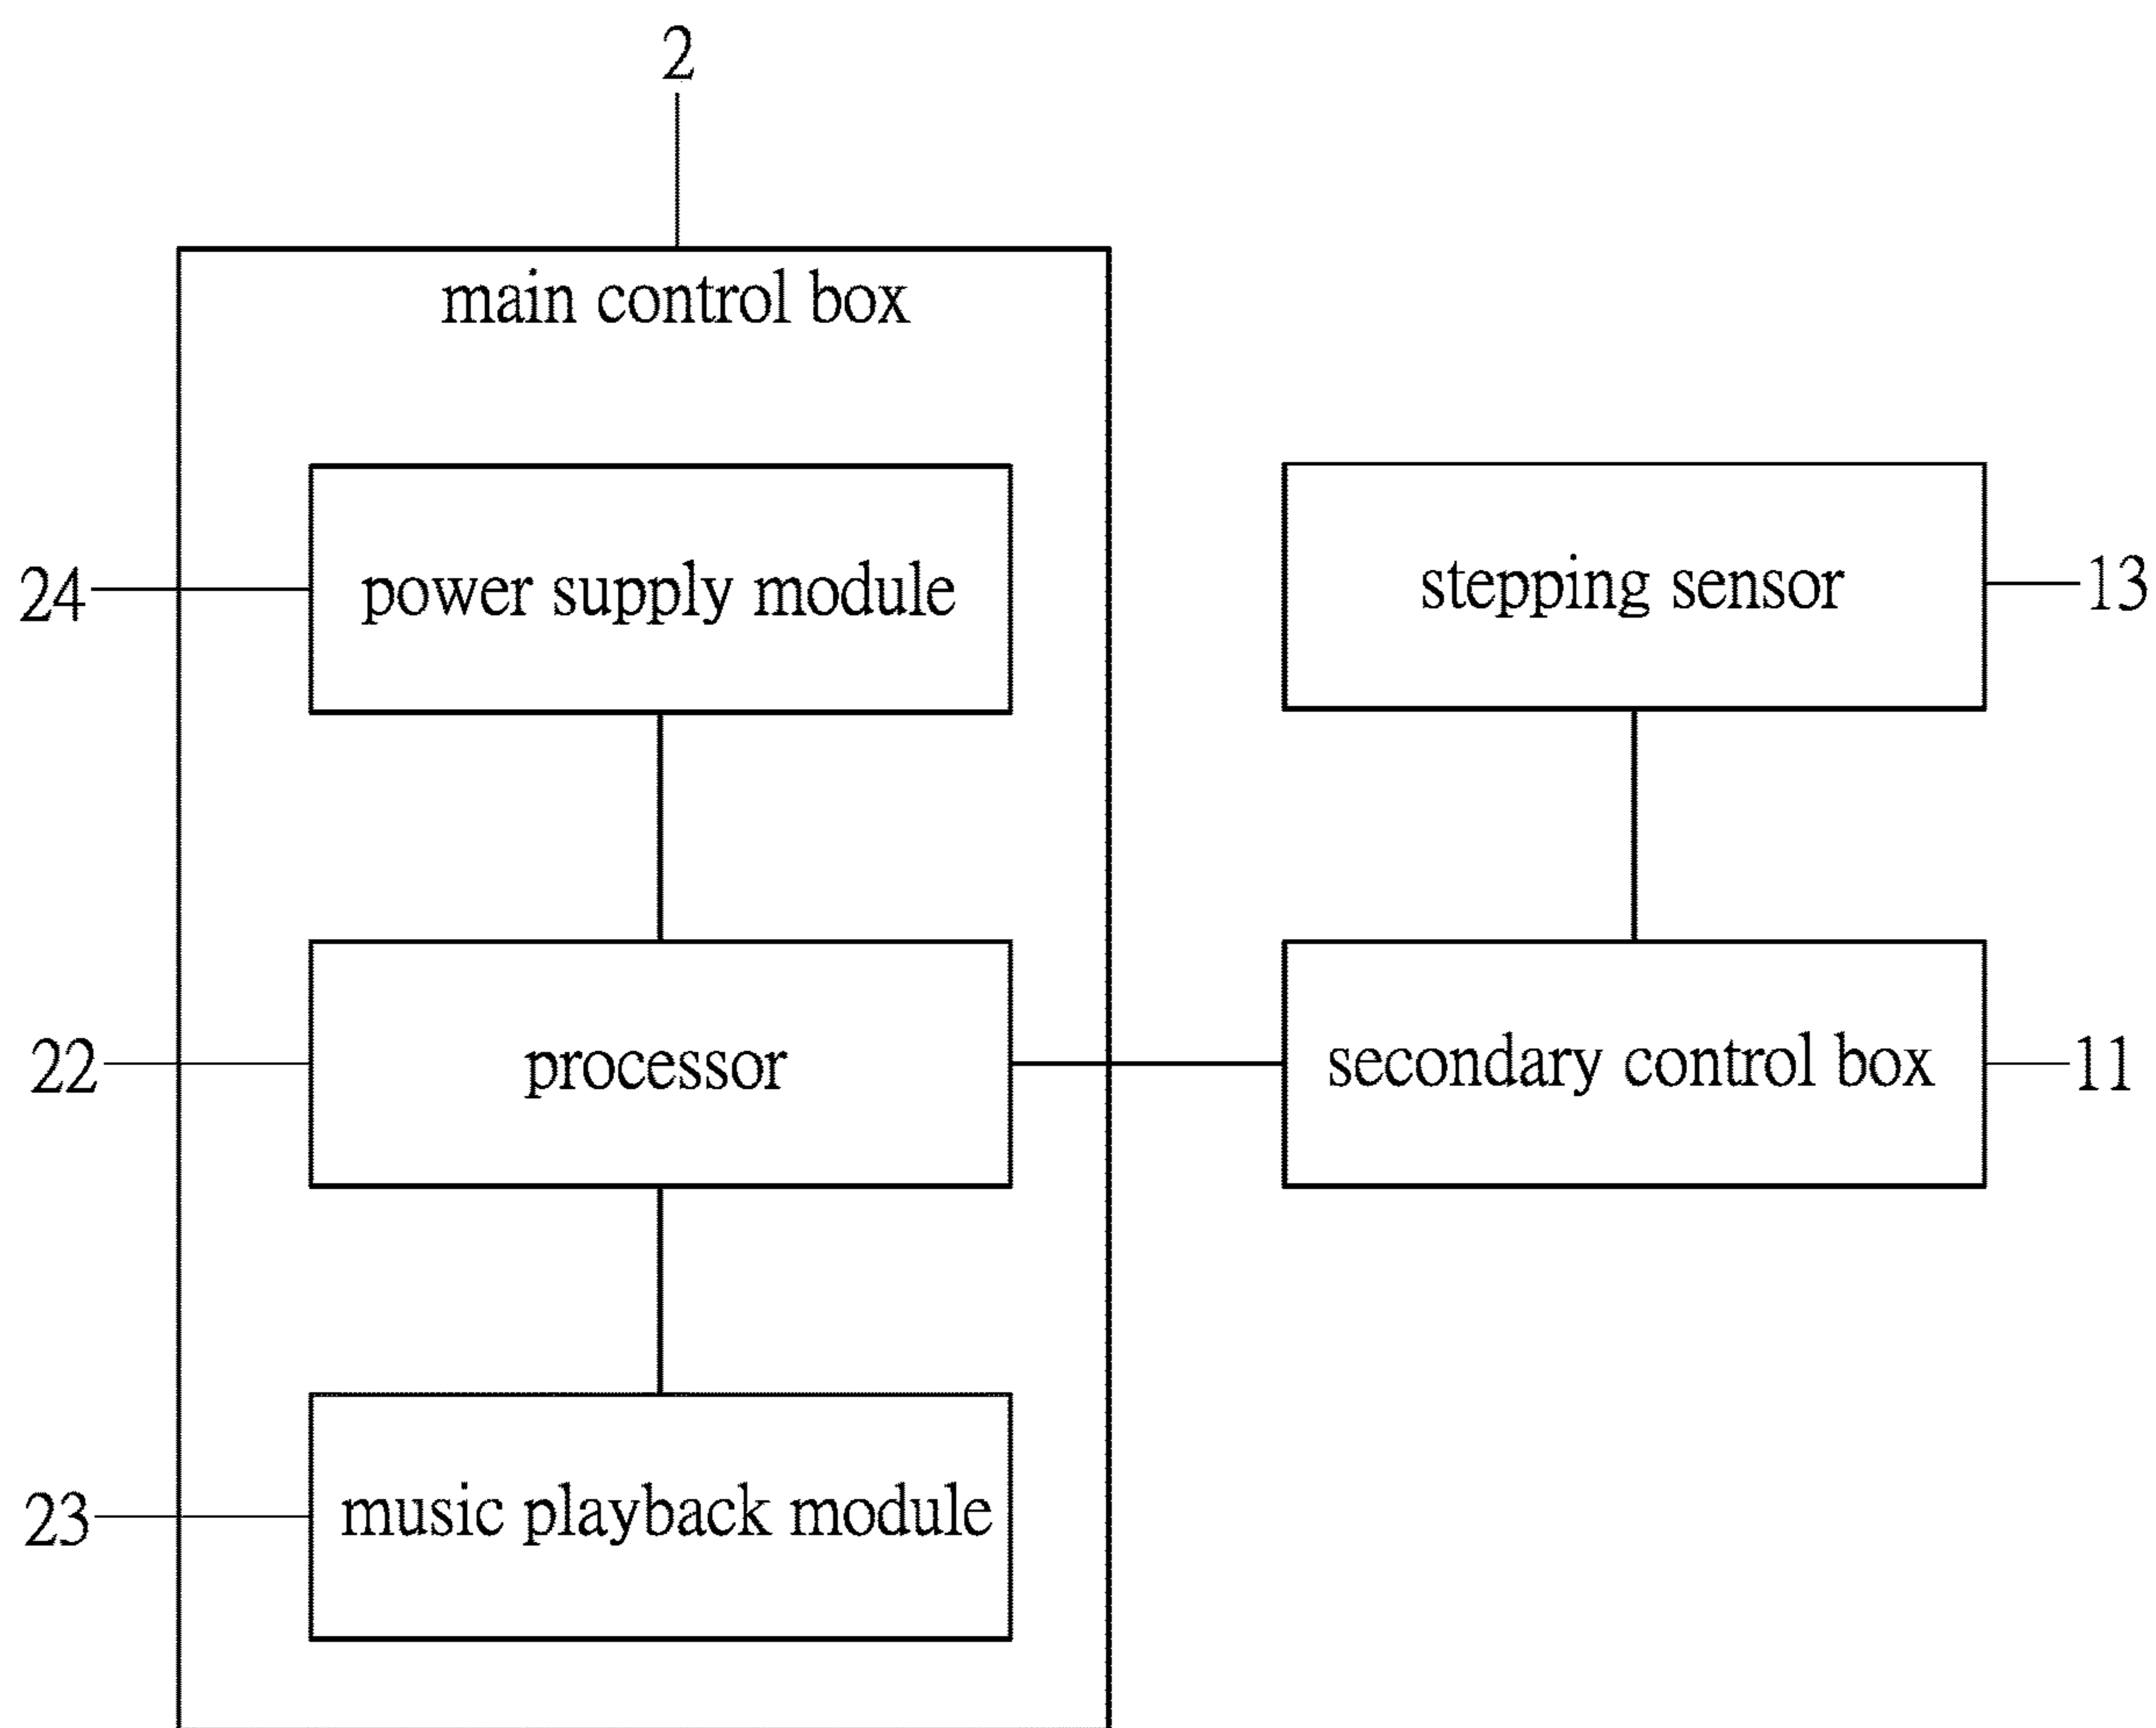 2
main control box
24
power supply module
stepping sensor
13
22
processor
secondary control box
11
23
music playback module